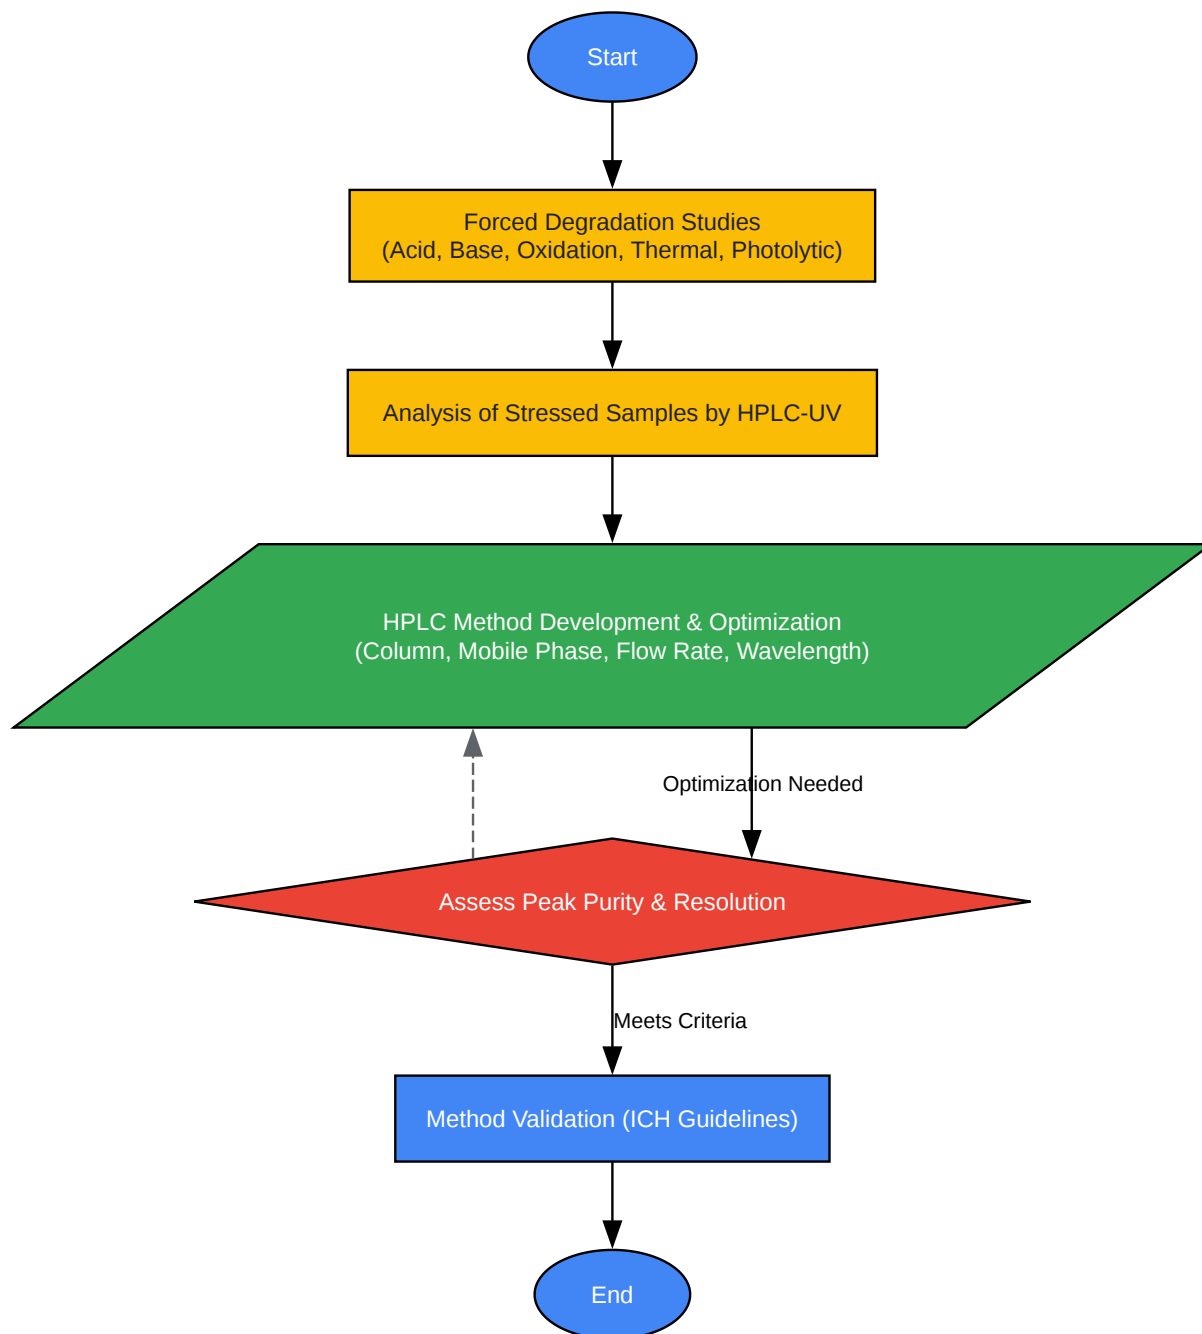 Start
Forced Degradation Studies
(Acid, Base, Oxidation, Thermal, Photolytic)
Analysis of Stressed Samples by HPLC-UV
HPLC Method Development & Optimization
(Column, Mobile Phase, Flow Rate, Wavelength)
Optimization Needed
Assess Peak Purity & Resolution
Meets Criteria
Method Validation (ICH Guidelines)
End